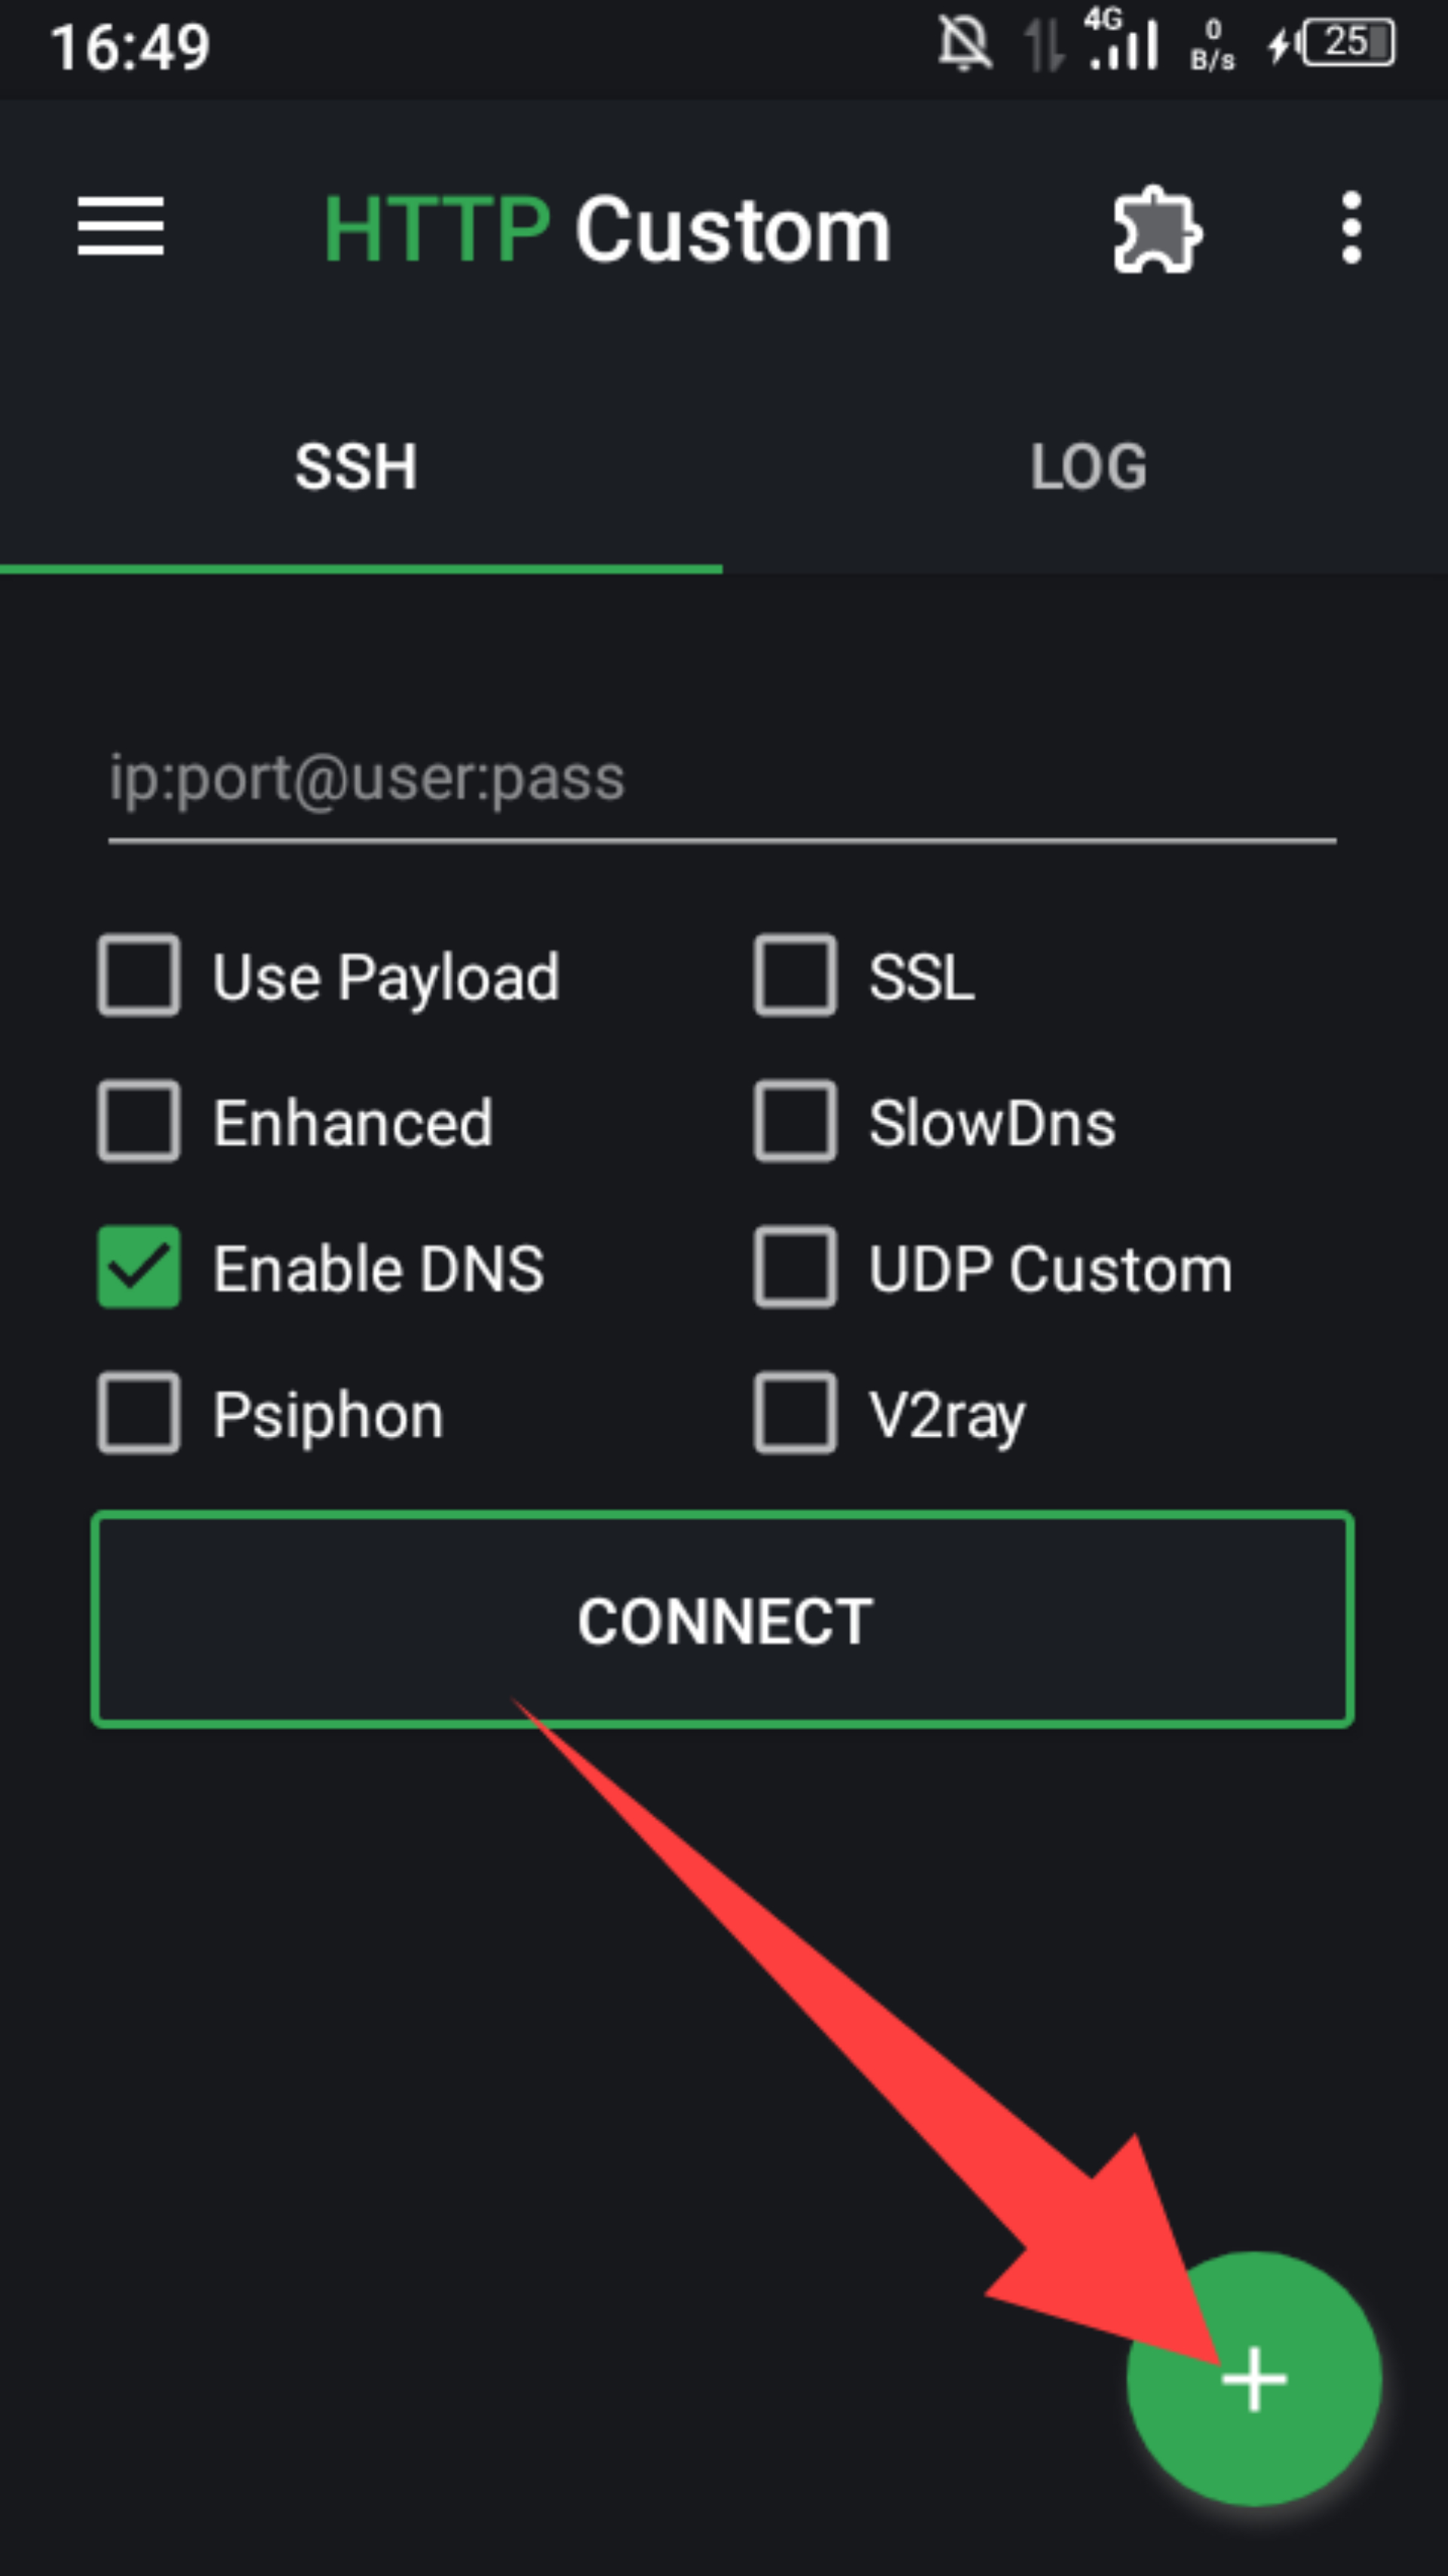 16:49
4G
0
B/s
25
HTTP Custom
SSH
LOG
ip:port@user:pass
Use Payload
SSL
Enhanced
SlowDns
Enable DNS
UDP Custom
Psiphon
V2ray
CONNECT
+